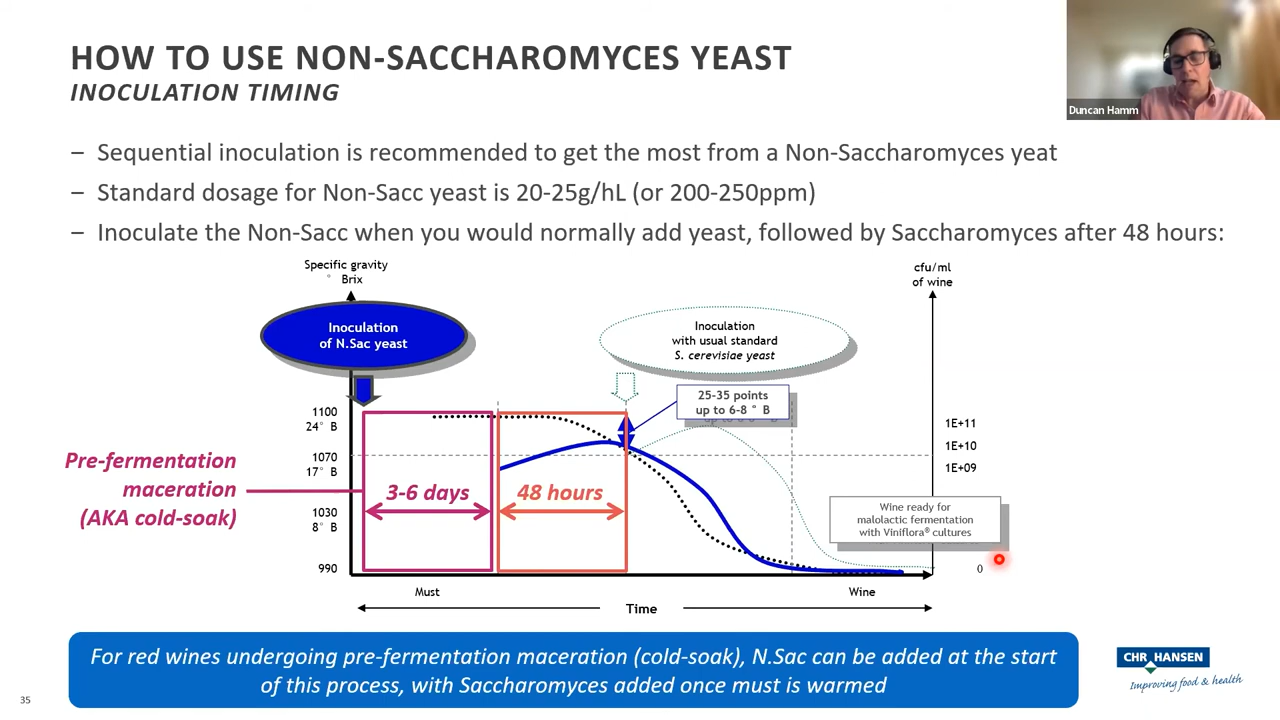 HOW TO USE NON-SACCHAROMYCES YEAST
INOCULATION TIMING
Duncan Hamm
– Sequential inoculation is recommended to get the most from a Non-Saccharomyces yeat
– Standard dosage for Non-Sacc yeast is 20-25g/hL (or 200-250ppm)
– Inoculate the Non-Sacc when you would normally add yeast, followed by Saccharomyces after 48 hours:
Specific gravity
° Brix
cfu/ml
of wine
Inoculation
of N.Sac yeast
Inoculation
with usual standard
S. cerevisiae yeast
25-35 points
up to 6-8 ° B
1100
24° B
1070
17° B
1030
8° B
990
1E+11
1E+10
1E+09
0
Pre-fermentation
maceration
(AKA cold-soak)
3-6 days
48 hours
Wine ready for
malolactic fermentation
with Viniflora® cultures
Must
Wine
Time
For red wines undergoing pre-fermentation maceration (cold-soak), N.Sac can be added at the start
of this process, with Saccharomyces added once must is warmed
CHR HANSEN
Improving food & health
35